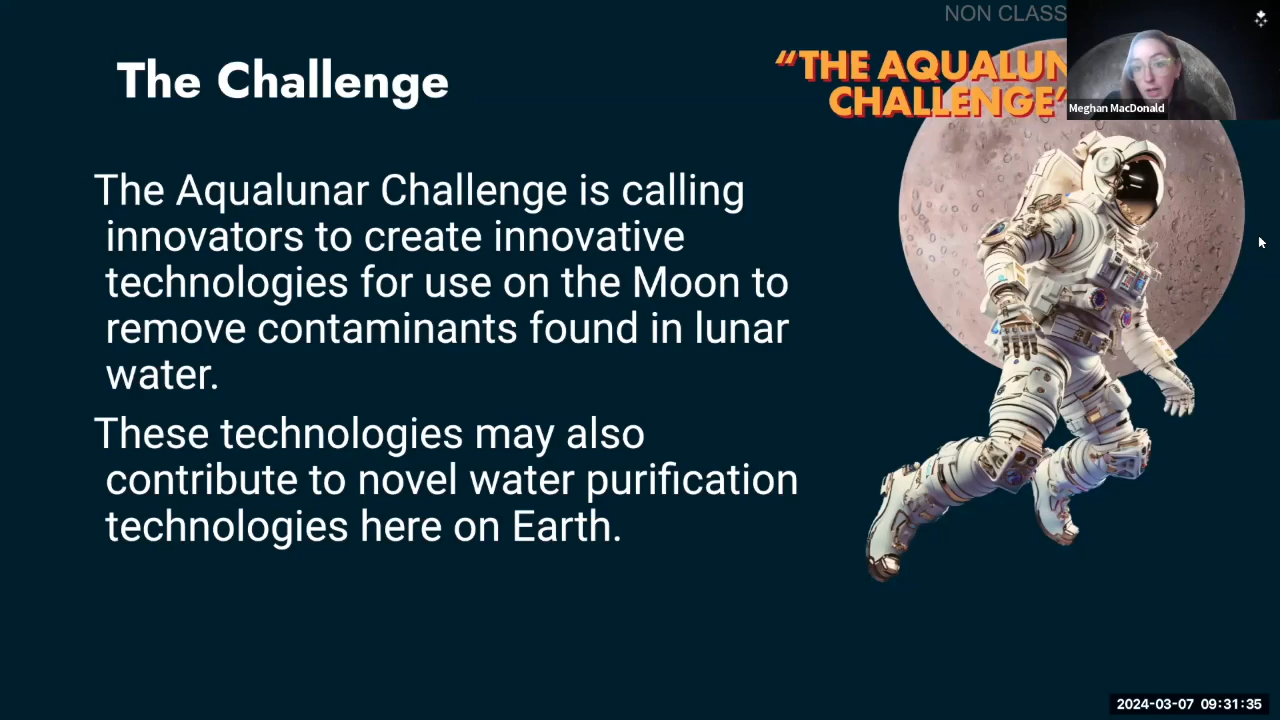 NON CLASS
The Challenge
“THE AQUALUN
CHALLENGE”
Meghan MacDonald
The Aqualunar Challenge is calling
innovators to create innovative
technologies for use on the Moon to
remove contaminants found in lunar
water.
These technologies may also
contribute to novel water purification
technologies here on Earth.
2024-03-07 09:31:35